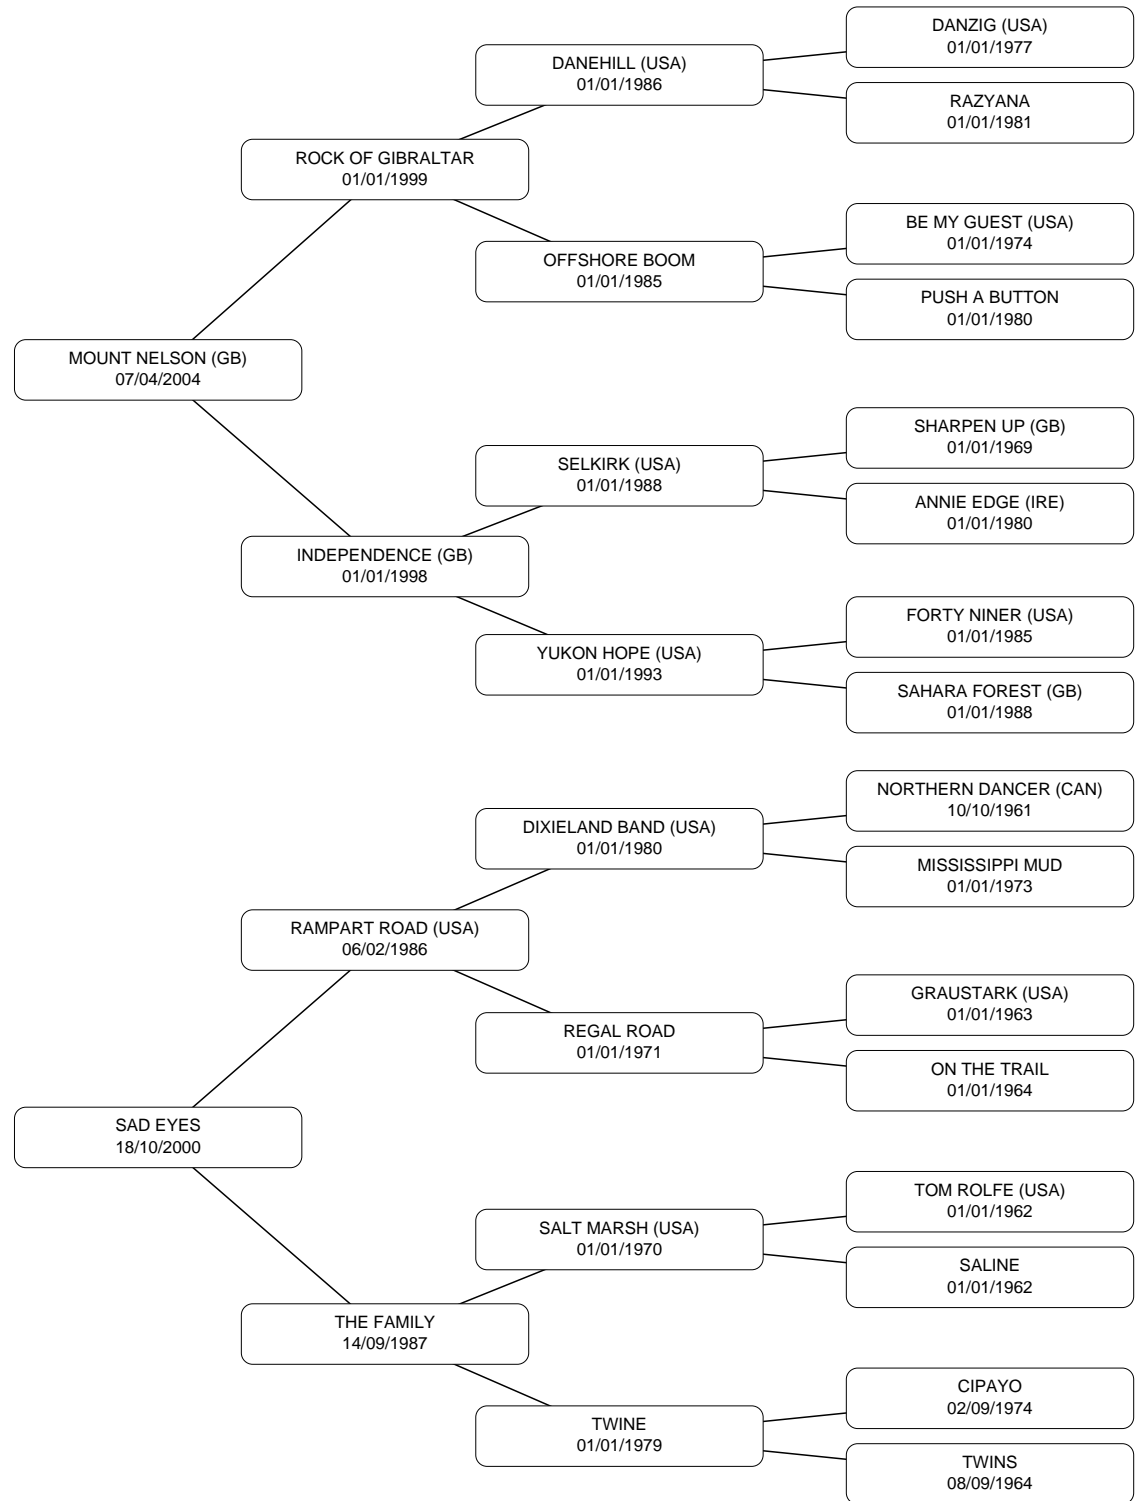 DANZIG (USA)
01/01/1977
DANEHILL (USA)
01/01/1986
RAZYANA
01/01/1981
ROCK OF GIBRALTAR
01/01/1999
BE MY GUEST (USA)
01/01/1974
OFFSHORE BOOM
01/01/1985
PUSH A BUTTON
01/01/1980
MOUNT NELSON (GB)
07/04/2004
SHARPEN UP (GB)
01/01/1969
SELKIRK (USA)
01/01/1988
ANNIE EDGE (IRE)
01/01/1980
INDEPENDENCE (GB)
01/01/1998
FORTY NINER (USA)
01/01/1985
YUKON HOPE (USA)
01/01/1993
SAHARA FOREST (GB)
01/01/1988
NORTHERN DANCER (CAN)
10/10/1961
DIXIELAND BAND (USA)
01/01/1980
MISSISSIPPI MUD
01/01/1973
RAMPART ROAD (USA)
06/02/1986
GRAUSTARK (USA)
01/01/1963
REGAL ROAD
01/01/1971
ON THE TRAIL
01/01/1964
SAD EYES
18/10/2000
TOM ROLFE (USA)
01/01/1962
SALT MARSH (USA)
01/01/1970
SALINE
01/01/1962
THE FAMILY
14/09/1987
CIPAYO
02/09/1974
TWINE
01/01/1979
TWINS
08/09/1964